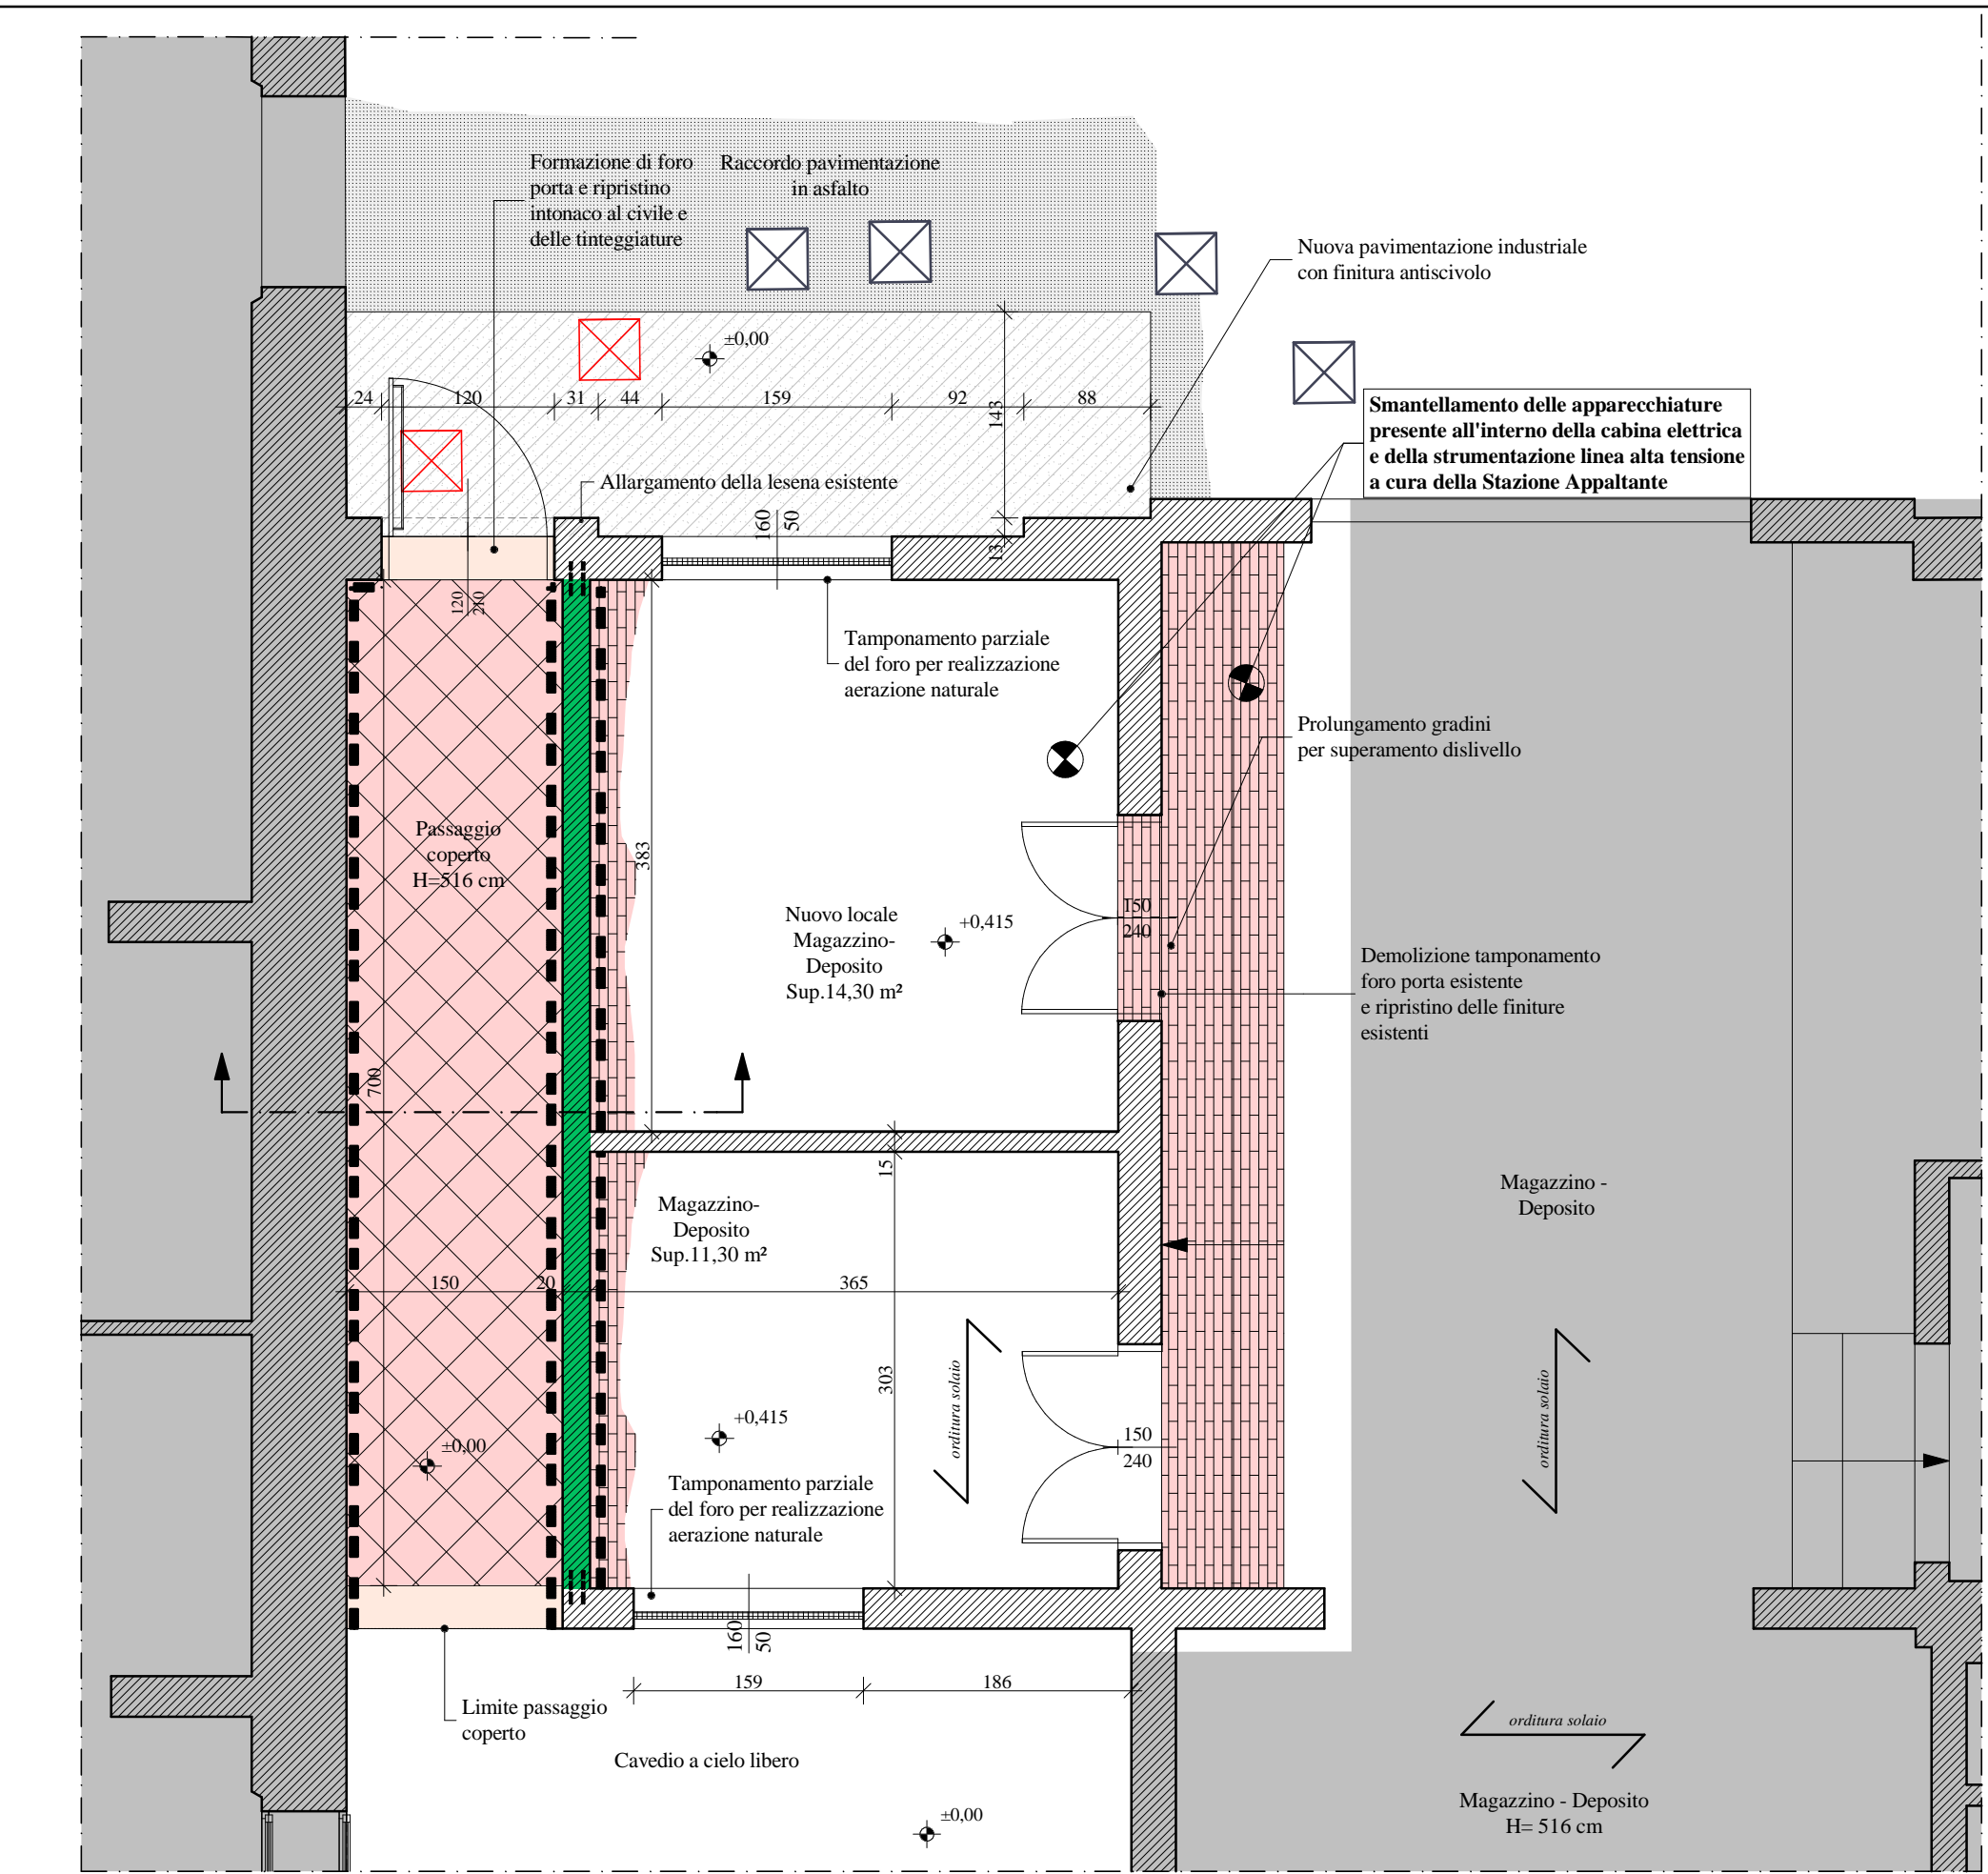 Formazione di foro
porta e ripristino
intonaco al civile e
delle tinteggiature
Raccordo pavimentazione
in asfalto
Nuova pavimentazione industriale
con finitura antiscivolo
±0,00
24
120
31
44
159
92
88
143
13
Smantellamento delle apparecchiature
presente all'interno della cabina elettrica
e della strumentazione linea alta tensione
a cura della Stazione Appaltante
Allargamento della lesena esistente
160
50
120
210
Tamponamento parziale
del foro per realizzazione
aerazione naturale
Prolungamento gradini
per superamento dislivello
Passaggio
coperto
H=516 cm
383
Nuovo locale
Magazzino-
Deposito
Sup.14,30 m²
+0,415
150
240
Demolizione tamponamento
foro porta esistente
e ripristino delle finiture
esistenti
700
15
Magazzino-
Deposito
Sup.11,30 m²
Magazzino -
Deposito
150
20
365
303
orditura solaio
orditura solaio
+0,415
±0,00
150
240
Tamponamento parziale
del foro per realizzazione
aerazione naturale
160
50
159
186
Limite passaggio
coperto
Cavedio a cielo libero
±0,00
orditura solaio
Magazzino - Deposito
H= 516 cm